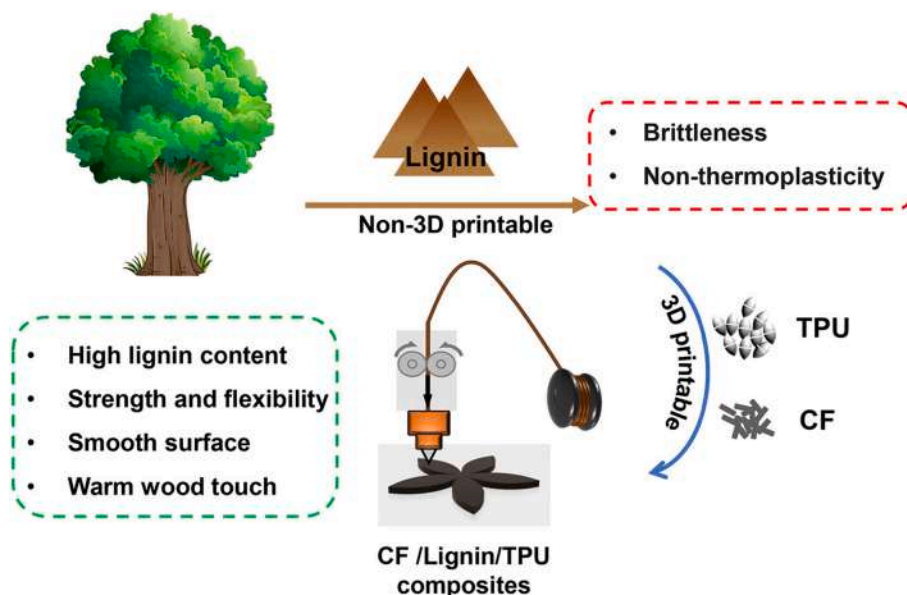 Lignin
Non-3D printable
• Brittleness
• Non-thermoplasticity
3D printable
TPU
CF
• High lignin content
• Strength and flexibility
• Smooth surface
• Warm wood touch
CF /Lignin/TPU
composites